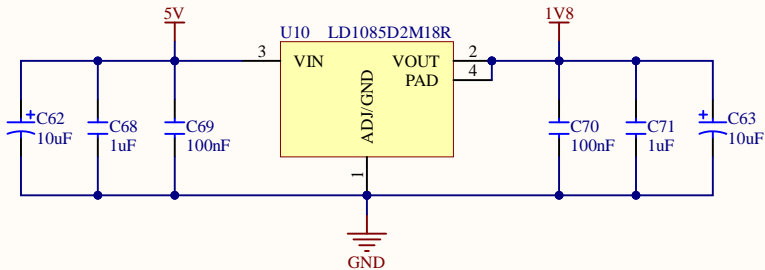 5V
1V8
U10 LD1085D2M18R
3
VIN
VOUT
2
PAD
4
ADJ/GND
1
C62
10uF
C68
1uF
C69
100nF
C70
100nF
C71
1uF
C63
10uF
GND